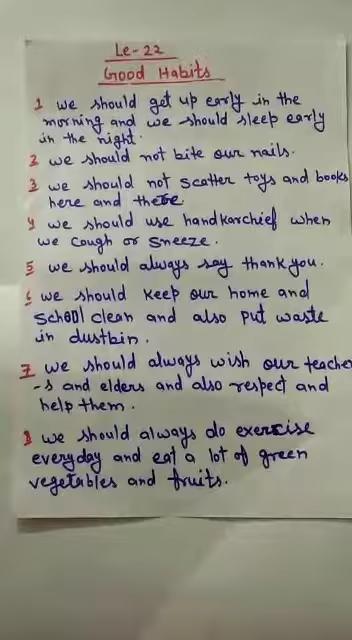 Le-22
Good Habits
1 we should get up early in the
morning and we should sleep early
in the night.
2 we should not bite our nails.
3 we should not scatter toys and books
here and there
4 we should use handkarchief when
we cough or sneeze.
5 we should always say thank you.
6 we should keep our home and
school clean and also put waste
in dustbin.
7 we should always wish our teacher
-s and elders and also respect and
help them.
8 we should always do exercise
everyday and eat a lot of green
vegetables and fruits.